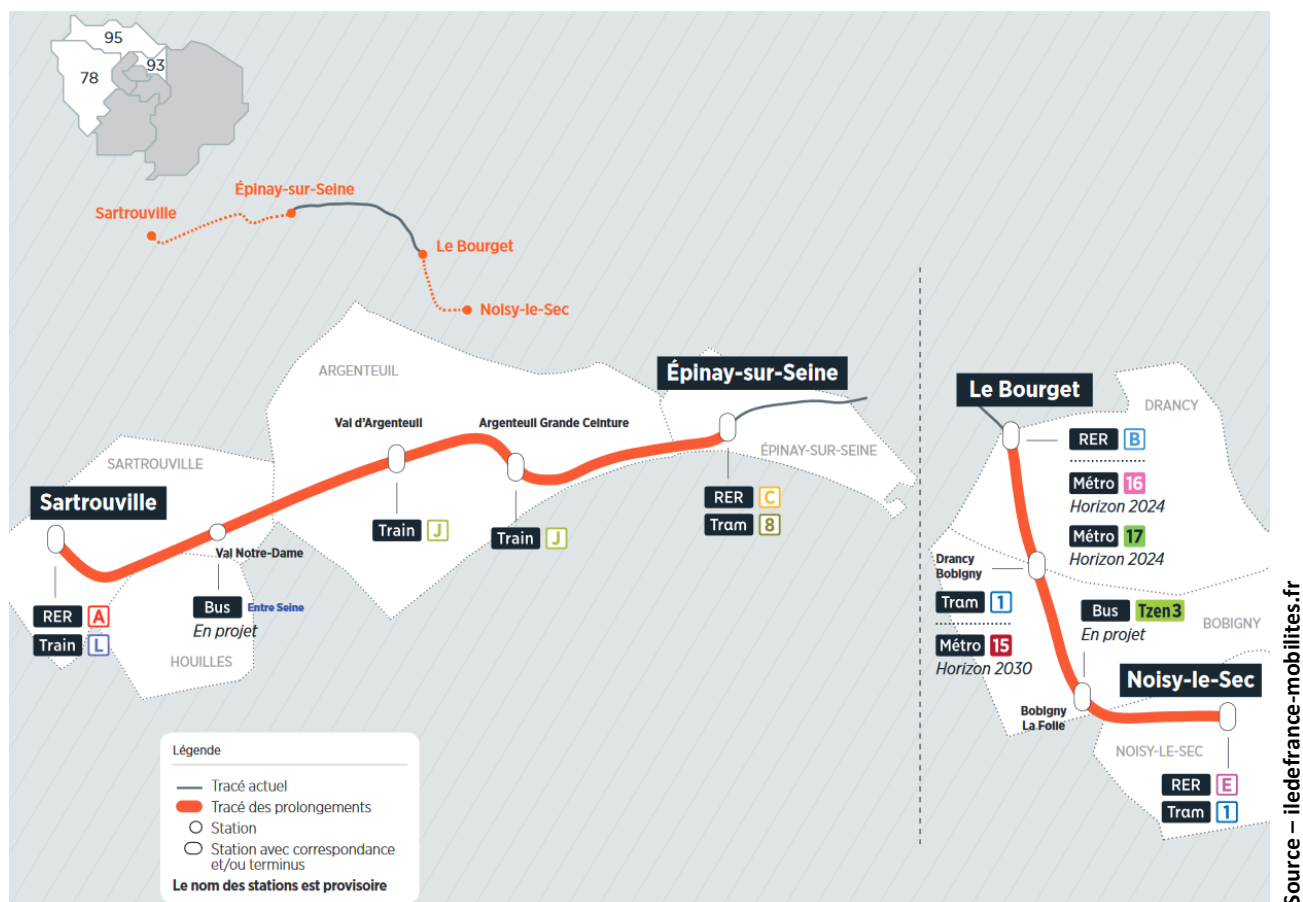 95
93
78
Épinay-sur-Seine
Sartrouville
Le Bourget
Noisy-le-Sec
ARGENTEUIL
Épinay-sur-Seine
Val d'Argenteuil
Argenteuil Grande Ceinture
ÉPINAY-SUR-SEINE
SARTROUVILLE
Sartrouville
RER C
Tram 8
Train J
Train J
Val Notre-Dame
Bus Entre Seine
En projet
RER A
Train L
HOUILLES
Le Bourget
DRANCY
RER B
Métro 16
Horizon 2024
Métro 17
Horizon 2024
Drancy
Bobigny
Tram 1
Métro 15
Horizon 2030
Bus Tzen 3
En projet
BOBIGNY
Noisy-le-Sec
Bobigny
La Folie
NOISY-LE-SEC
RER E
Tram 1
Légende
Tracé actuel
Tracé des prolongements
Station
Station avec correspondance
et/ou terminus
Le nom des stations est provisoire
Source – iledefrance-mobilites.fr